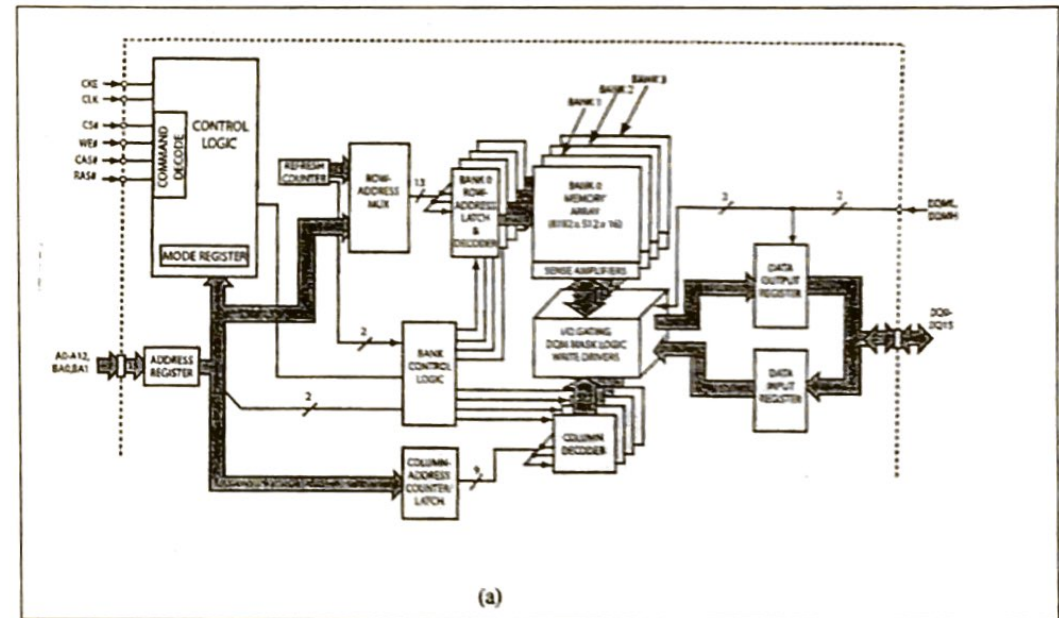 CKE
CLK
CS#
WE#
CAS#
RAS#
COMMAND
DECODE
CONTROL
LOGIC
MODE REGISTER
REFRESH
COUNTER
ROW-
ADDRESS
MUX
13
BANK 0
ROW-
ADDRESS
LATCH
&
DECODER
BANK 1
BANK 2
BANK 3
BANK 0
MEMORY
ARRAY
(8192 x 512 x 16)
SENSE AMPLIFIERS
2
2
DQML,
DQMH
DATA
OUTPUT
REGISTER
I/O GATING
DQM MASK LOGIC
WRITE DRIVERS
DQ0-
DQ15
DATA
INPUT
REGISTER
A0-A12,
BA0,BA1
ADDRESS
REGISTER
2
2
BANK
CONTROL
LOGIC
COLUMN
DECODER
COLUMN-
ADDRESS
COUNTER/
LATCH
9
(a)